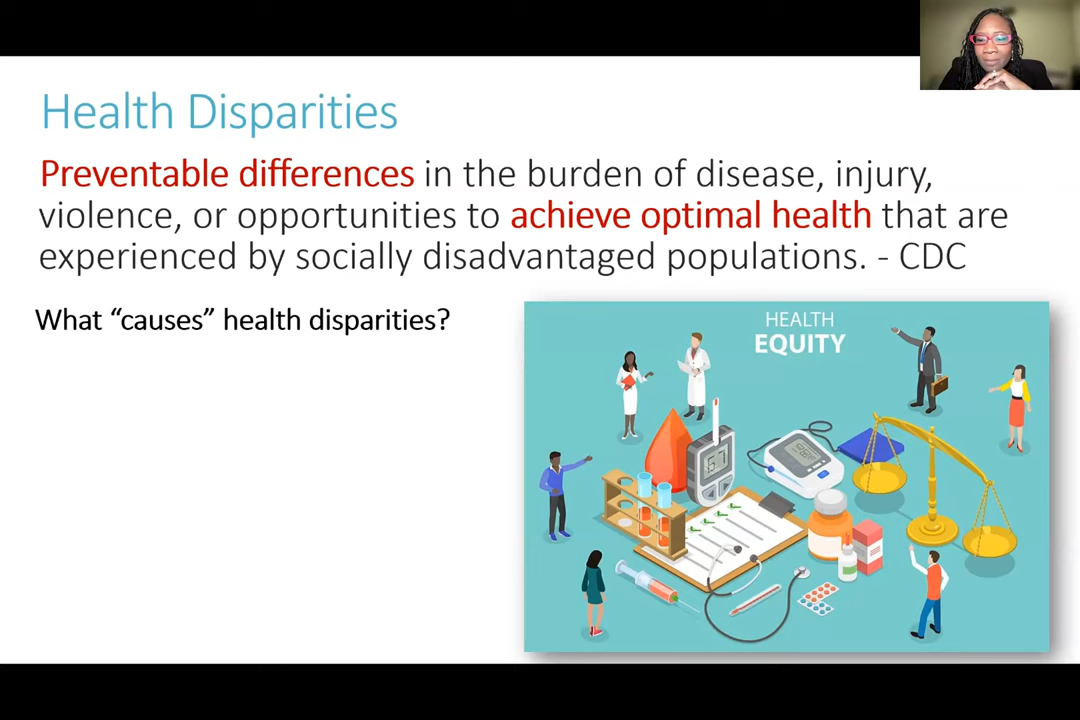 Health Disparities
Preventable differences in the burden of disease, injury,
violence, or opportunities to achieve optimal health that are
experienced by socially disadvantaged populations. - CDC
What “causes” health disparities?
HEALTH
EQUITY